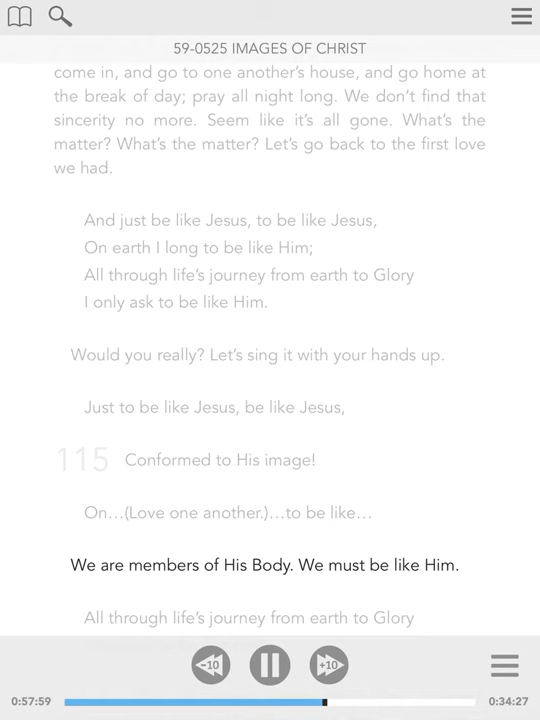 59-0525 IMAGES OF CHRIST
come in, and go to one another's house, and go home at
the break of day; pray all night long. We don't find that
sincerity no more. Seem like it's all gone. What's the
matter? What's the matter? Let's go back to the first love
we had.
And just be like Jesus, to be like Jesus,
On earth I long to be like Him;
All through life's journey from earth to Glory
I only ask to be like Him.
Would you really? Let's sing it with your hands up.
Just to be like Jesus, be like Jesus,
115 Conformed to His image!
On…(Love one another.)…to be like…
We are members of His Body. We must be like Him.
All through life's journey from earth to Glory
-10 +10
0:57:59 0:34:27